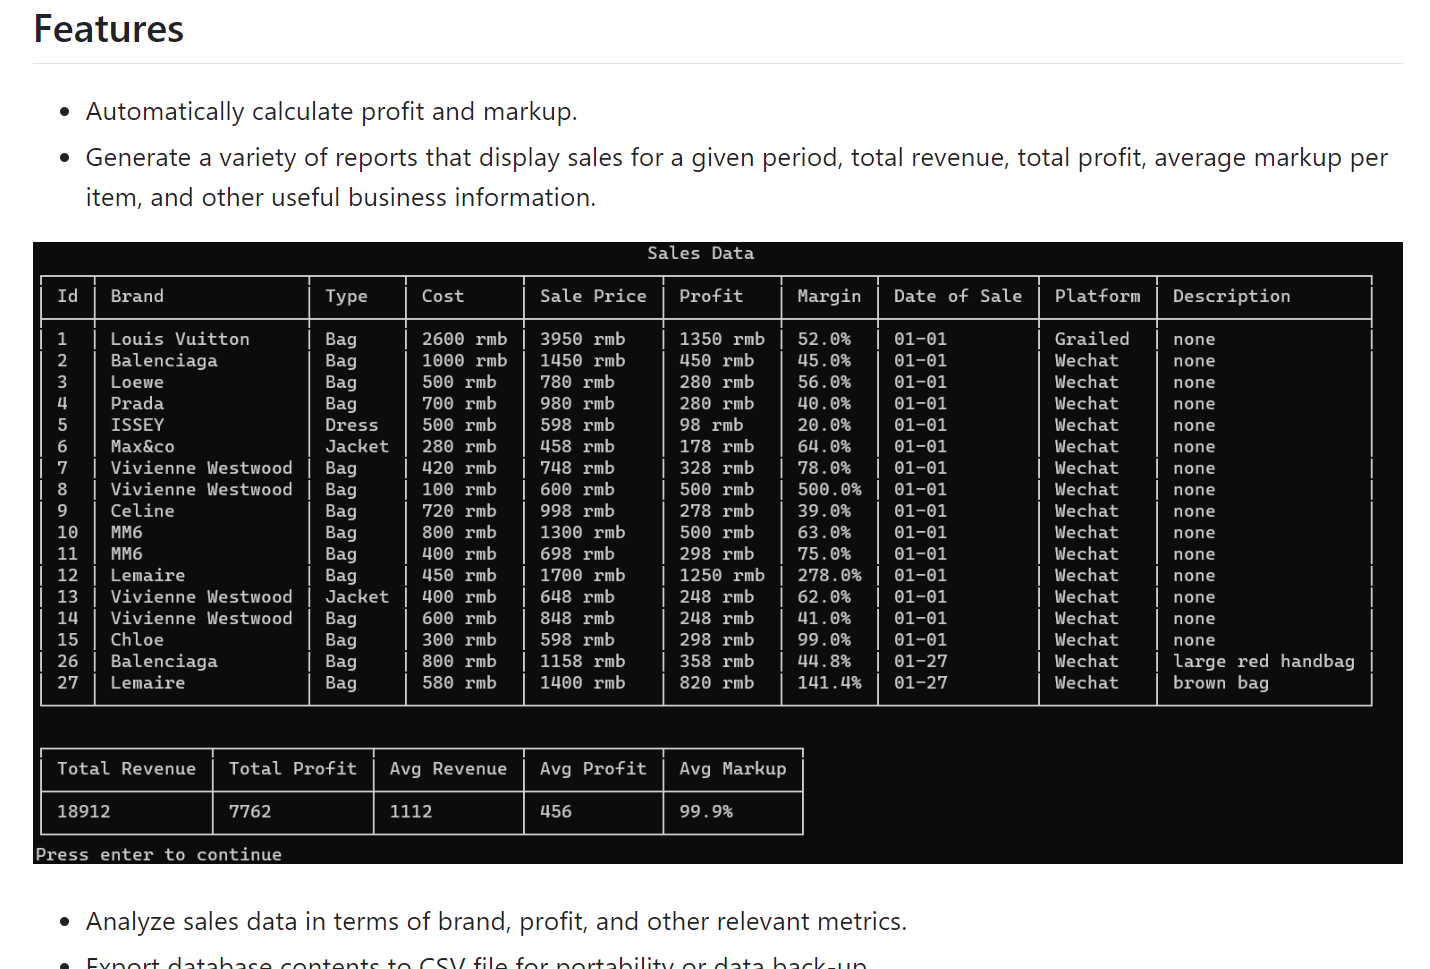 Features
Automatically calculate profit and markup.
Generate a variety of reports that display sales for a given period, total revenue, total profit, average markup per
item, and other useful business information.
Sales Data
Id Brand Type Cost Sale Price Profit Margin Date of Sale Platform Description
1 Louis Vuitton Bag 2600 rmb 3950 rmb 1350 rmb 52.0% 01-01 Grailed none
2 Balenciaga Bag 1000 rmb 1450 rmb 450 rmb 45.0% 01-01 Wechat none
3 Loewe Bag 500 rmb 780 rmb 280 rmb 56.0% 01-01 Wechat none
4 Prada Bag 700 rmb 980 rmb 280 rmb 40.0% 01-01 Wechat none
5 ISSEY Dress 500 rmb 598 rmb 98 rmb 20.0% 01-01 Wechat none
6 Max&co Jacket 280 rmb 458 rmb 178 rmb 64.0% 01-01 Wechat none
7 Vivienne Westwood Bag 420 rmb 748 rmb 328 rmb 78.0% 01-01 Wechat none
8 Vivienne Westwood Bag 100 rmb 600 rmb 500 rmb 500.0% 01-01 Wechat none
9 Celine Bag 720 rmb 998 rmb 278 rmb 39.0% 01-01 Wechat none
10 MM6 Bag 800 rmb 1300 rmb 500 rmb 63.0% 01-01 Wechat none
11 MM6 Bag 400 rmb 698 rmb 298 rmb 75.0% 01-01 Wechat none
12 Lemaire Bag 450 rmb 1700 rmb 1250 rmb 278.0% 01-01 Wechat none
13 Vivienne Westwood Jacket 400 rmb 648 rmb 248 rmb 62.0% 01-01 Wechat none
14 Vivienne Westwood Bag 600 rmb 848 rmb 248 rmb 41.0% 01-01 Wechat none
15 Chloe Bag 300 rmb 598 rmb 298 rmb 99.0% 01-01 Wechat none
26 Balenciaga Bag 800 rmb 1158 rmb 358 rmb 44.8% 01-27 Wechat large red handbag
27 Lemaire Bag 580 rmb 1400 rmb 820 rmb 141.4% 01-27 Wechat brown bag
Total Revenue Total Profit Avg Revenue Avg Profit Avg Markup
18912 7762 1112 456 99.9%
Press enter to continue
Analyze sales data in terms of brand, profit, and other relevant metrics.
Export database contents to CSV file for portability or data back-up